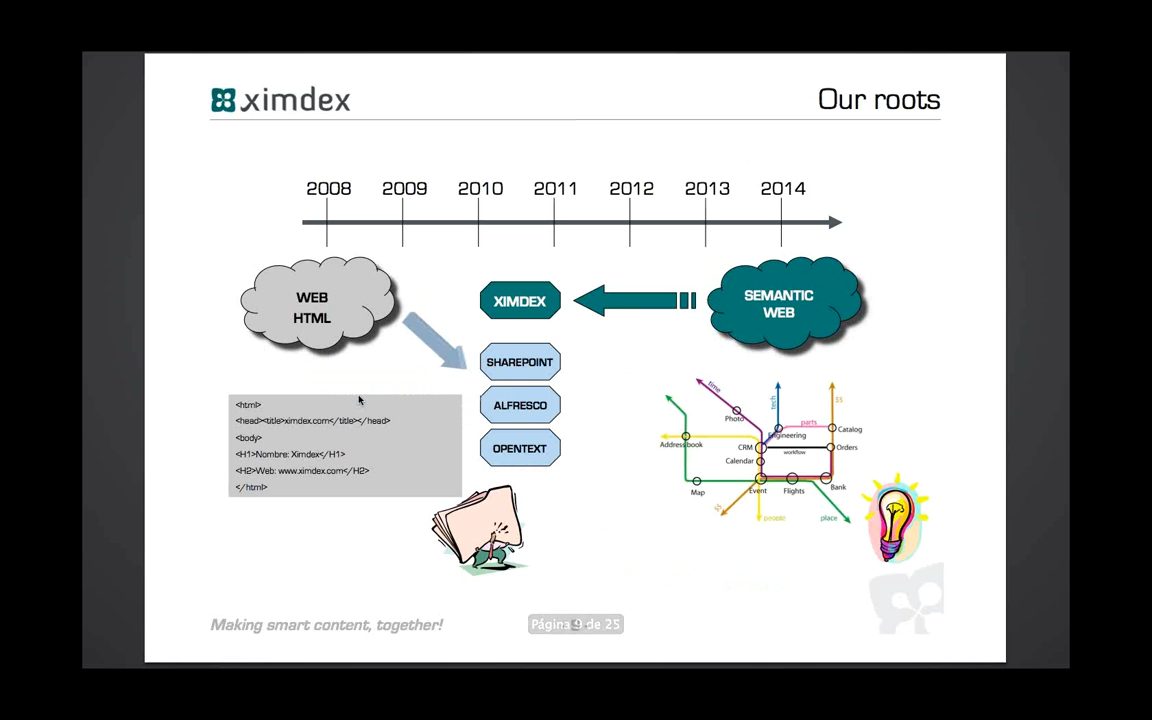 ximdex
Our roots
2008 2009 2010 2011 2012 2013 2014
WEB
HTML
XIMDEX
SEMANTIC
WEB
SHAREPOINT
ALFRESCO
OPENTEXT
<html>
<head><title>ximdex.com</title></head>
<body>
<H1>Nombre: Ximdex</H1>
<H2>Web: www.ximdex.com</H2>
</html>
time
tech
$$
Photo
parts
Engineering
Catalog
Addressbook
CRM
workflow
Orders
Calendar
Map
Event
Flights
Bank
people
place
Making smart content, together!
Página 9 de 25